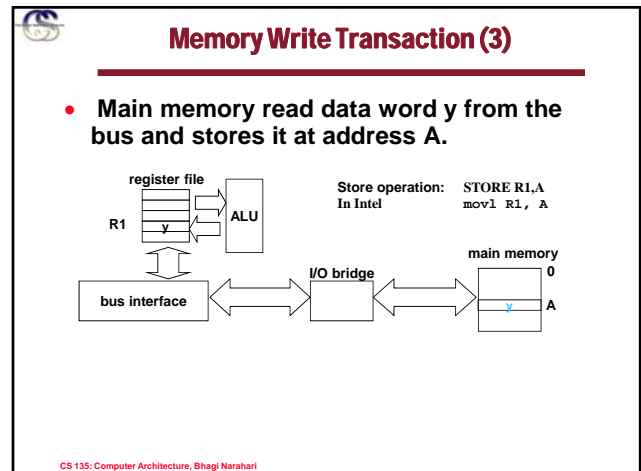 Memory Write Transaction (3)
• Main memory read data word y from the
bus and stores it at address A.
register file
Store operation: STORE R1,A
In Intel movl R1, A
ALU
R1
y
main memory
0
I/O bridge
bus interface
y
A
CS 135: Computer Architecture, Bhagi Narahari